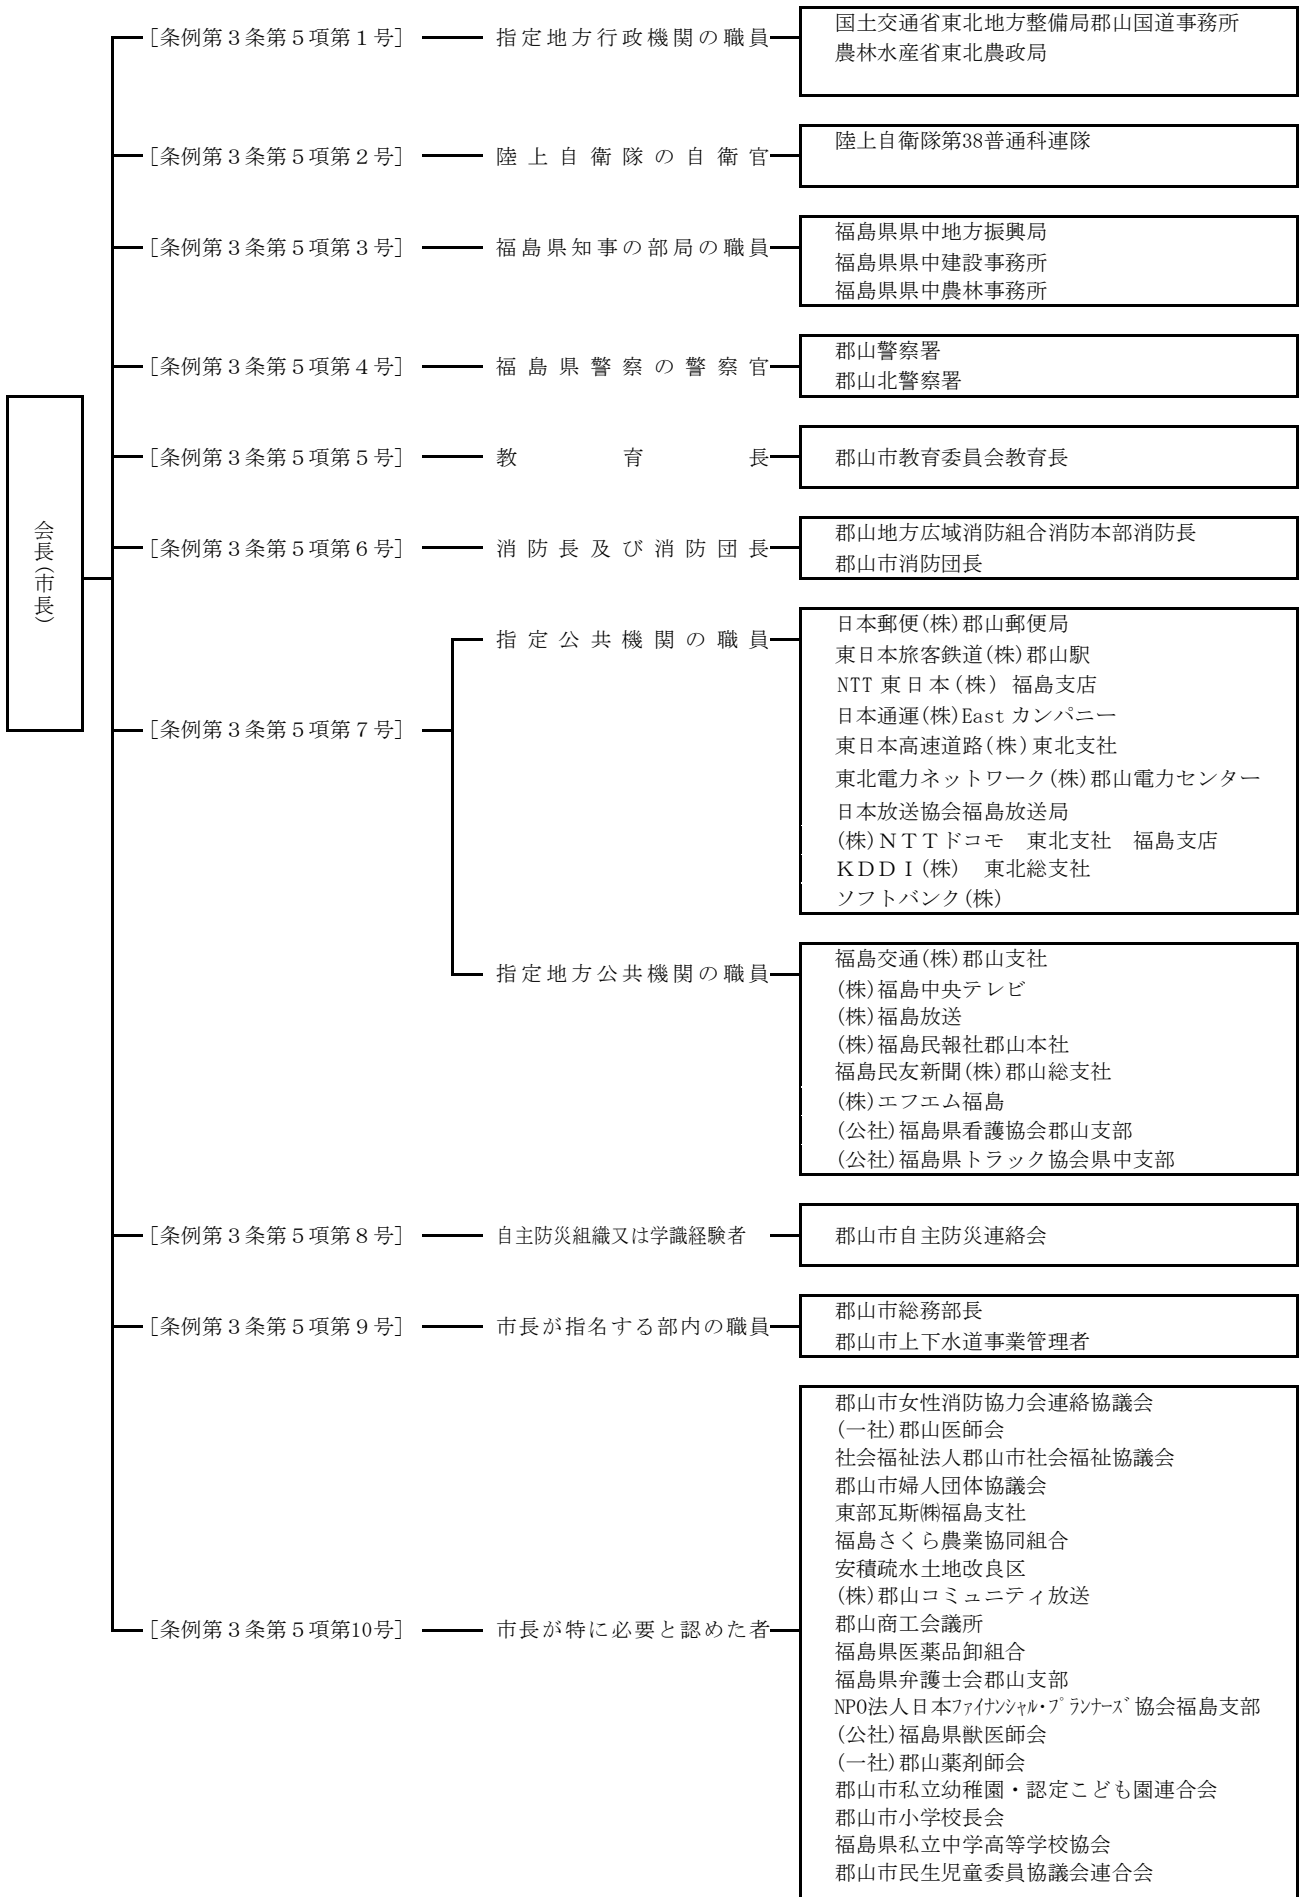 会長（市長）
［条例第３条第５項第１号］ 指定地方行政機関の職員
国土交通省東北地方整備局郡山国道事務所
農林水産省東北農政局
［条例第３条第５項第２号］ 陸上自衛隊の自衛官
陸上自衛隊第38普通科連隊
［条例第３条第５項第３号］ 福島県知事の部局の職員
福島県県中地方振興局
福島県県中建設事務所
福島県県中農林事務所
［条例第３条第５項第４号］ 福島県警察の警察官
郡山警察署
郡山北警察署
［条例第３条第５項第５号］ 教育長
郡山市教育委員会教育長
［条例第３条第５項第６号］ 消防長及び消防団長
郡山地方広域消防組合消防本部消防長
郡山市消防団長
［条例第３条第５項第７号］
指定公共機関の職員
日本郵便(株)郡山郵便局
東日本旅客鉄道(株)郡山駅
NTT東日本(株) 福島支店
日本通運(株)East カンパニー
東日本高速道路(株)東北支社
東北電力ネットワーク(株)郡山電力センター
日本放送協会福島放送局
(株)ＮＴＴドコモ　東北支社　福島支店
ＫＤＤＩ(株)　東北総支社
ソフトバンク(株)
指定地方公共機関の職員
福島交通(株)郡山支社
(株)福島中央テレビ
(株)福島放送
(株)福島民報社郡山本社
福島民友新聞(株)郡山総支社
(株)エフエム福島
(公社)福島県看護協会郡山支部
(公社)福島県トラック協会県中支部
［条例第３条第５項第８号］ 自主防災組織又は学識経験者
郡山市自主防災連絡会
［条例第３条第５項第９号］ 市長が指名する部内の職員
郡山市総務部長
郡山市上下水道事業管理者
［条例第３条第５項第10号］ 市長が特に必要と認めた者
郡山市女性消防協力会連絡協議会
(一社)郡山医師会
社会福祉法人郡山市社会福祉協議会
郡山市婦人団体協議会
東部瓦斯㈱福島支社
福島さくら農業協同組合
安積疏水土地改良区
(株)郡山コミュニティ放送
郡山商工会議所
福島県医薬品卸組合
福島県弁護士会郡山支部
NPO法人日本ﾌｧｲﾅﾝｼｬﾙ･ﾌﾟﾗﾝﾅｰｽﾞ協会福島支部
(公社)福島県獣医師会
(一社)郡山薬剤師会
郡山市私立幼稚園・認定こども園連合会
郡山市小学校長会
福島県私立中学高等学校協会
郡山市民生児童委員協議会連合会